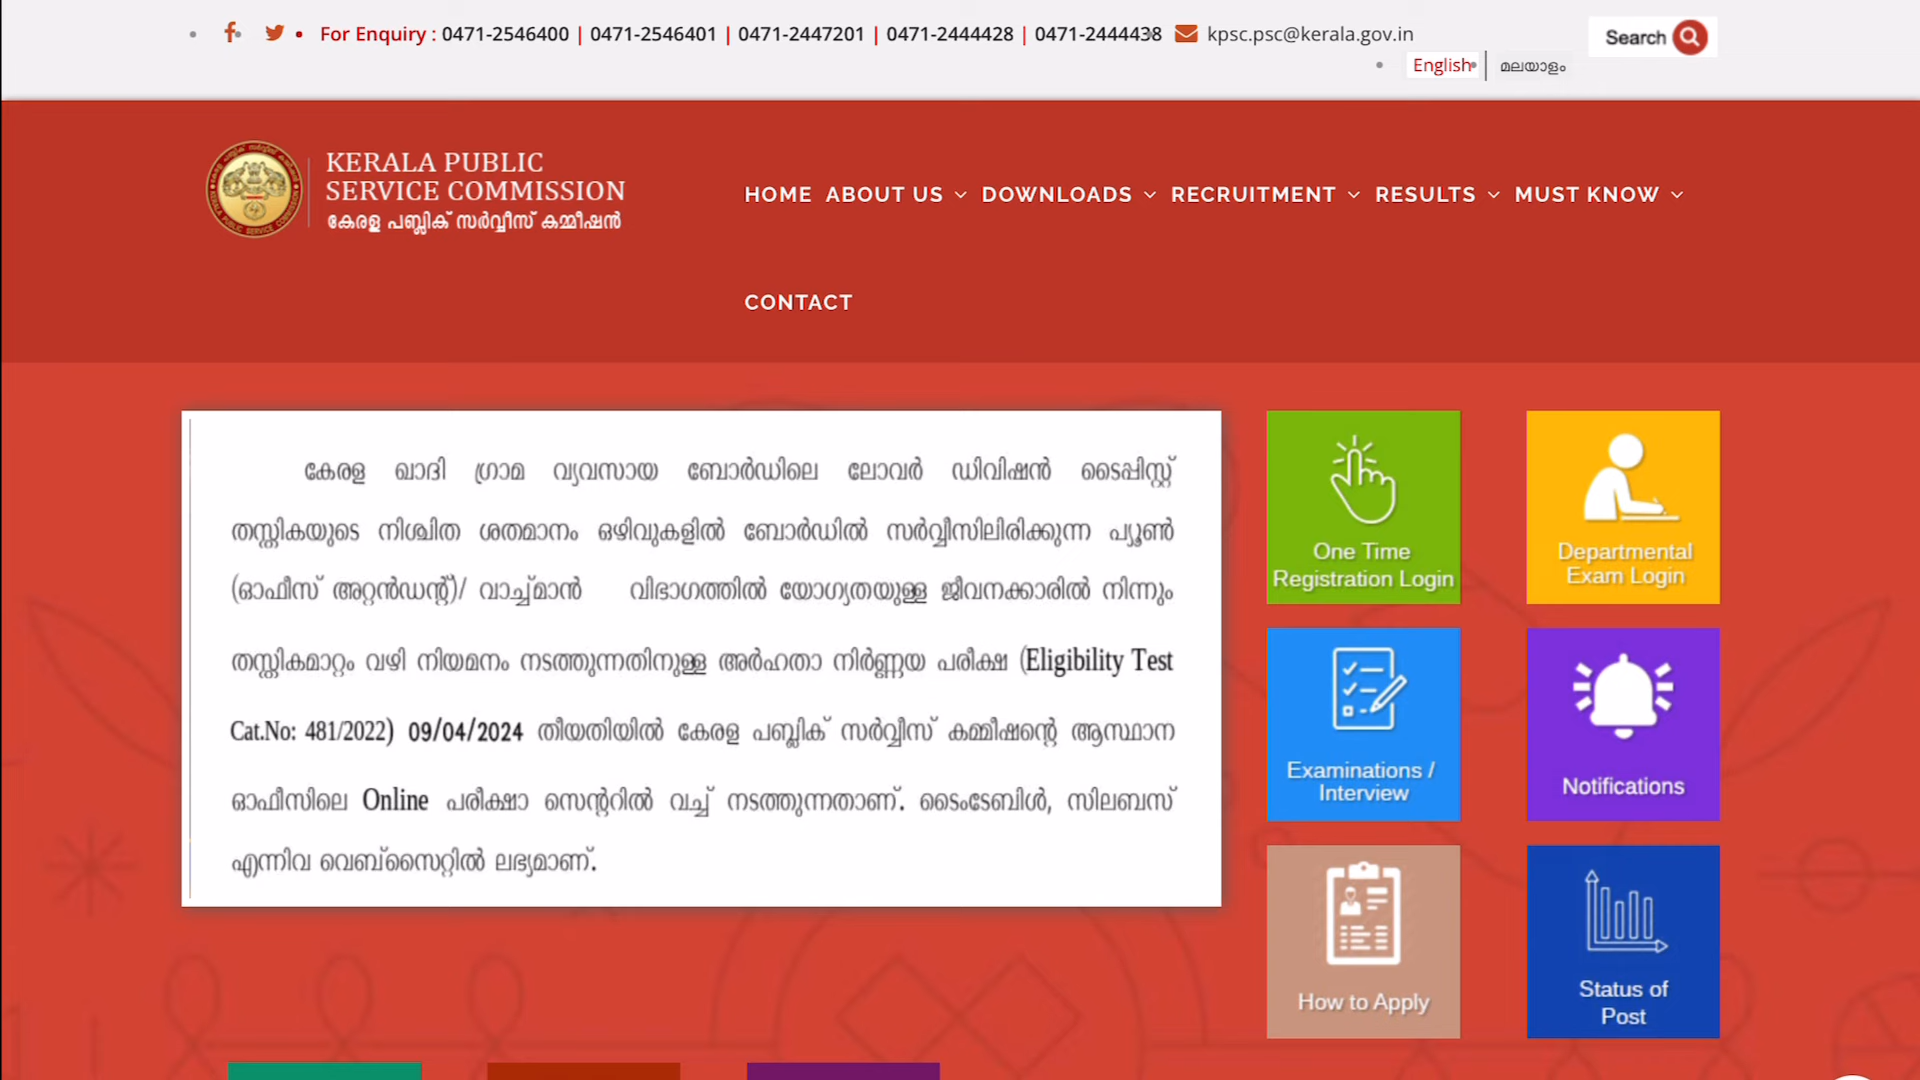 For Enquiry : 0471-2546400 | 0471-2546401 | 0471-2447201 | 0471-2444428 | 0471-2444438 kpsc.psc@kerala.gov.in
Search
English
മലയാളം
KERALA PUBLIC
SERVICE COMMISSION
കേരള പബ്ലിക് സർവ്വീസ് കമ്മീഷൻ
HOME ABOUT US DOWNLOADS RECRUITMENT RESULTS MUST KNOW
CONTACT
കേരള ഖാദി ഗ്രാമ വ്യവസായ ബോർഡിലെ ലോവർ ഡിവിഷൻ ടൈപ്പിസ്റ്റ്
തസ്തികയുടെ നിശ്ചിത ശതമാനം ഒഴിവുകളിൽ ബോർഡിൽ സർവ്വീസിലിരിക്കുന്ന പ്യൂൺ
(ഓഫീസ് അറ്റൻഡന്റ്)/ വാച്ച്മാൻ വിഭാഗത്തിൽ യോഗ്യതയുള്ള ജീവനക്കാരിൽ നിന്നും
തസ്തികമാറ്റം വഴി നിയമനം നടത്തുന്നതിനുള്ള അർഹതാ നിർണ്ണയ പരീക്ഷ (Eligibility Test
Cat.No: 481/2022) 09/04/2024 തീയതിയിൽ കേരള പബ്ലിക് സർവ്വീസ് കമ്മീഷന്റെ ആസ്ഥാന
ഓഫീസിലെ Online പരീക്ഷാ സെന്ററിൽ വച്ച് നടത്തുന്നതാണ്. ടൈംടേബിൾ, സിലബസ്
എന്നിവ വെബ്സൈറ്റിൽ ലഭ്യമാണ്.
One Time
Registration Login
Departmental
Exam Login
Examinations /
Interview
Notifications
How to Apply
Status of
Post